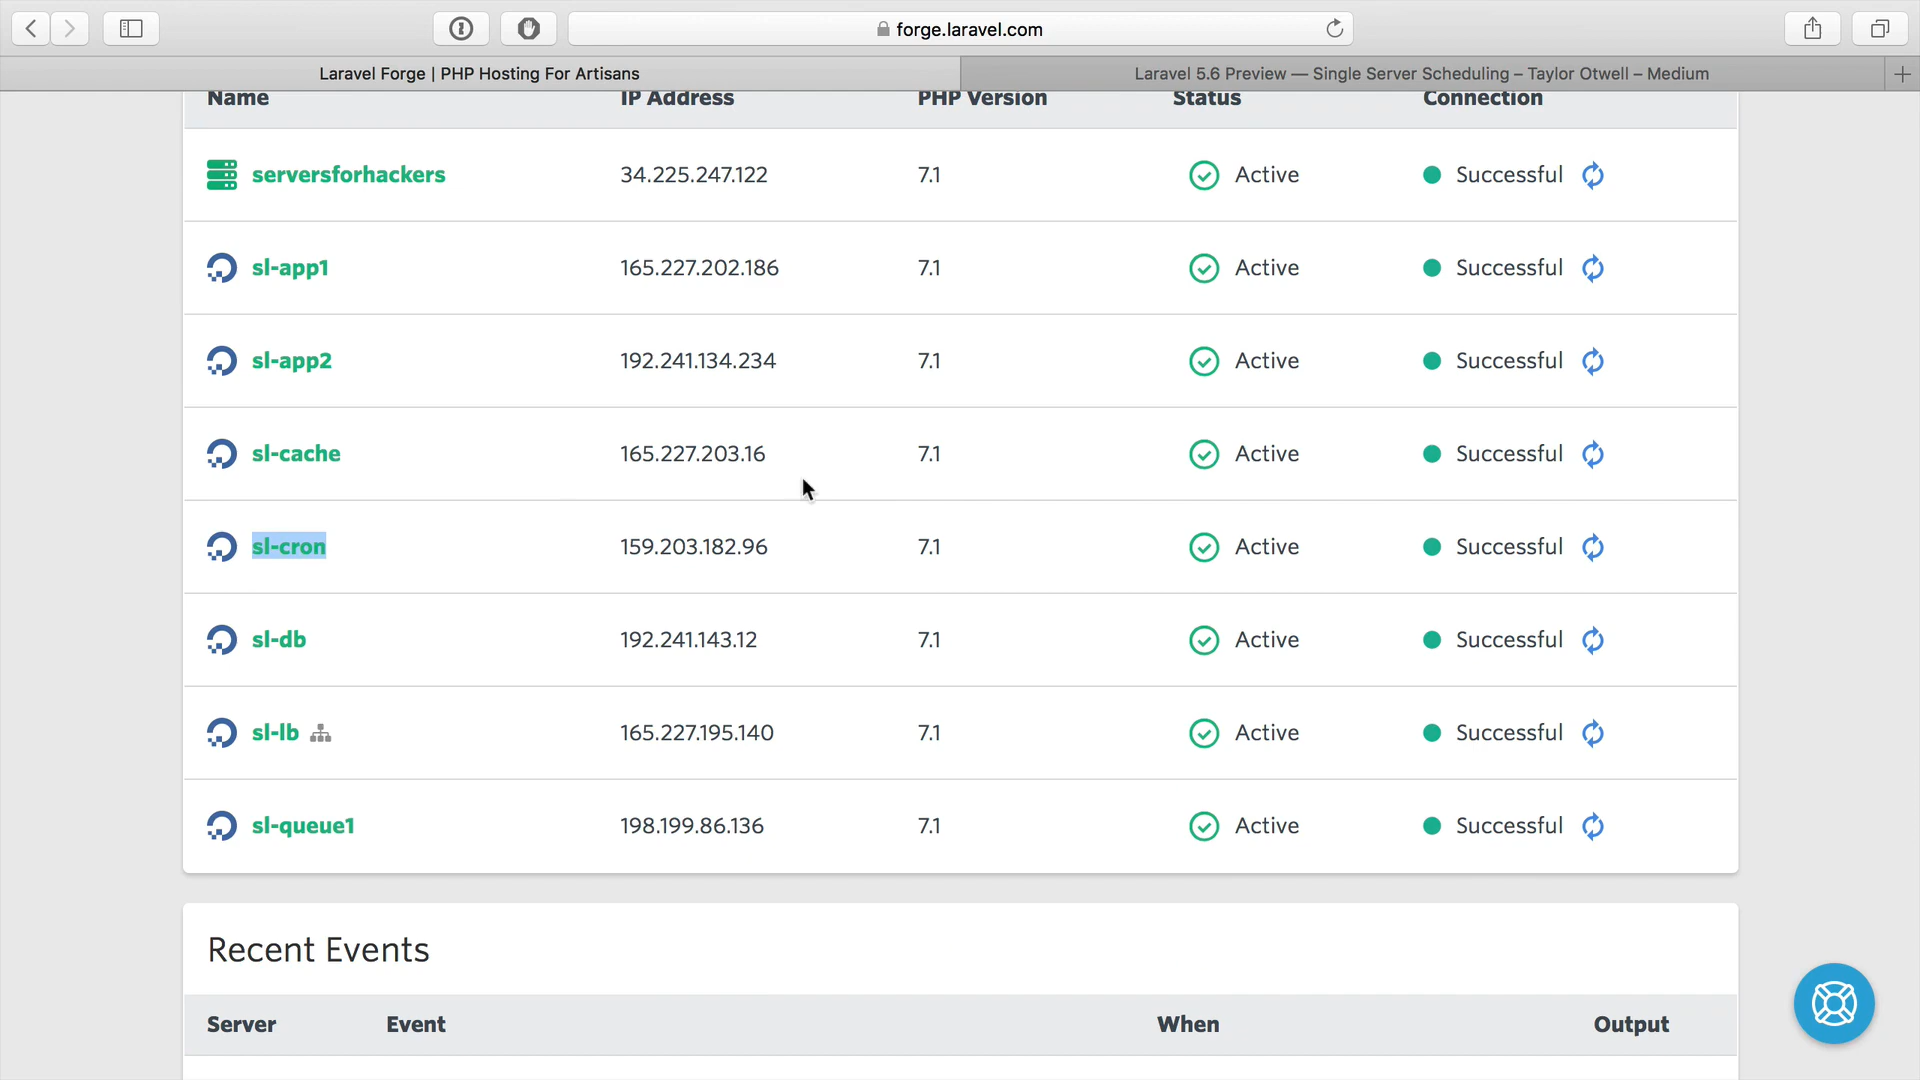 forge.laravel.com
Laravel Forge | PHP Hosting For Artisans
Laravel 5.6 Preview — Single Server Scheduling – Taylor Otwell – Medium
Name IP Address PHP Version Status Connection
serversforhackers 34.225.247.122 7.1 Active Successful
sl-app1 165.227.202.186 7.1 Active Successful
sl-app2 192.241.134.234 7.1 Active Successful
sl-cache 165.227.203.16 7.1 Active Successful
sl-cron 159.203.182.96 7.1 Active Successful
sl-db 192.241.143.12 7.1 Active Successful
sl-lb 165.227.195.140 7.1 Active Successful
sl-queue1 198.199.86.136 7.1 Active Successful
Recent Events
Server Event When Output